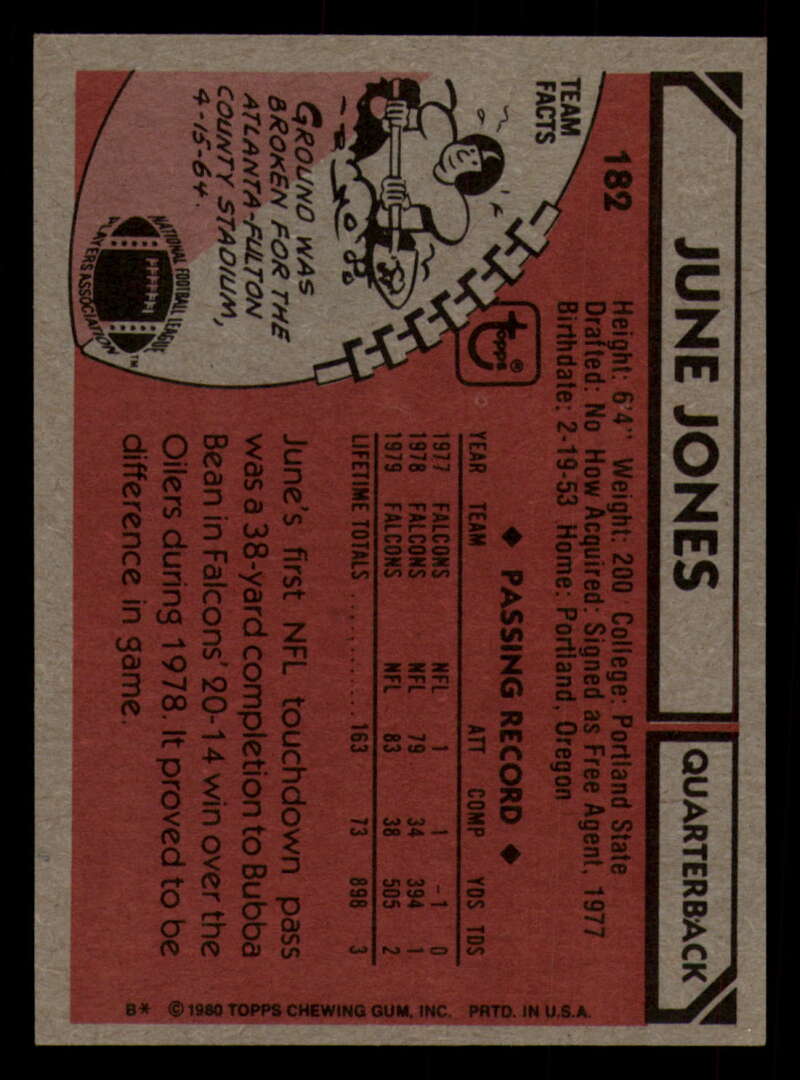 182
JUNE JONES
QUARTERBACK
Height: 6'4" Weight: 200 College: Portland State
Drafted: No How Acquired: Signed as Free Agent, 1977
Birthdate: 2-19-53 Home: Portland, Oregon
TEAM
FACTS
GROUND WAS
BROKEN FOR THE
ATLANTA-FULTON
COUNTY STADIUM,
4-15-64.
NATIONAL FOOTBALL LEAGUE
PLAYERS ASSOCIATION
TM
Topps®
◆ PASSING RECORD ◆
YEAR TEAM ATT COMP YDS TDS
1977 FALCONS NFL 1 1 -1 0
1978 FALCONS NFL 79 34 394 1
1979 FALCONS NFL 83 38 505 2
LIFETIME TOTALS .............. 163 73 898 3
June's first NFL touchdown pass
was a 38-yard completion to Bubba
Bean in Falcons' 20-14 win over the
Oilers during 1978. It proved to be
difference in game.
B* © 1980 TOPPS CHEWING GUM, INC. PRTD. IN U.S.A.